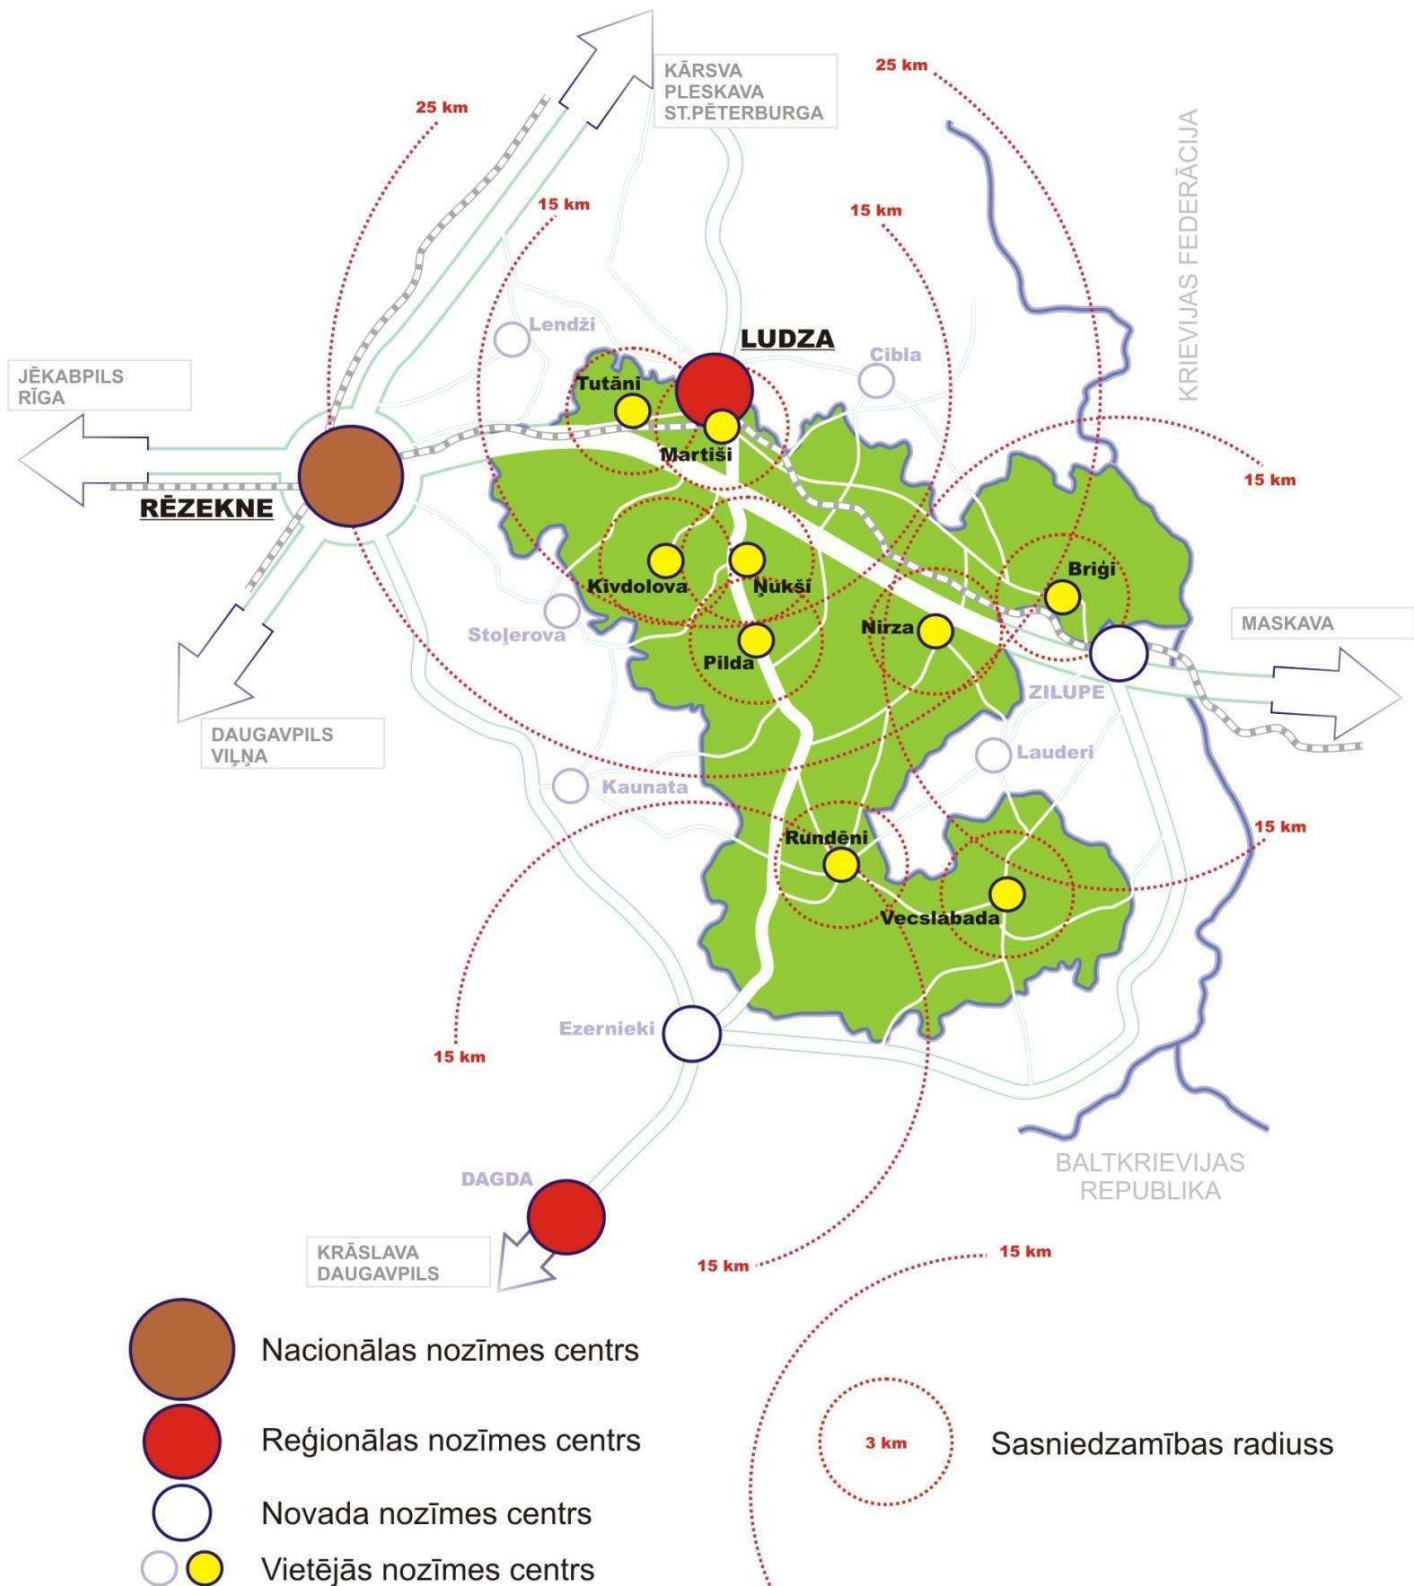 KĀRSVA
PLESKAVA
ST.PĒTERBURGA
25 km
25 km
KRIEVIJAS FEDERĀCIJA
15 km
15 km
Lendži
LUDZA
Cibla
JĒKABPILS
RĪGA
Tutāni
Martiši
15 km
RĒZEKNE
Kivdolova
Ņukši
Briģi
Stoļerova
Nirza
MASKAVA
Pilda
ZILUPE
DAUGAVPILS
VIĻŅA
Lauderi
Kaunata
15 km
Rundēni
Vecslabada
Ezernieki
15 km
BALTKRIEVIJAS
REPUBLIKA
DAGDA
KRĀSLAVA
DAUGAVPILS
15 km
15 km
Nacionālas nozīmes centrs
Reģionālas nozīmes centrs
3 km
Sasniedzamības radiuss
Novada nozīmes centrs
Vietējās nozīmes centrs